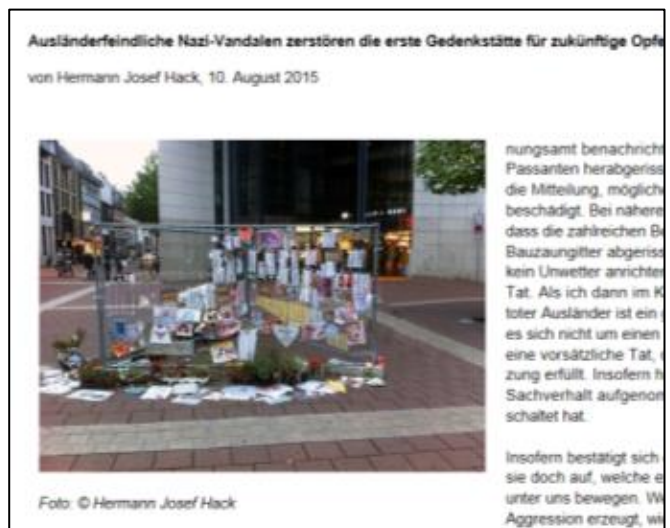 Ausländerfeindliche Nazi-Vandalen zerstören die erste Gedenkstätte für zukünftige Opfe
von Hermann Josef Hack, 10. August 2015
nungsamt benachricht
Passanten herabgeriss
die Mitteilung, möglich
beschädigt. Bei nähere
dass die zahlreichen B
Bauzaungitter abgeriss
kein Unwetter anrichte
Tat. Als ich dann im K
toter Ausländer ist ein
es sich nicht um einen
eine vorsätzliche Tat,
zung erfüllt. Insofern h
Sachverhalt aufgenom
schaltet hat.
Insofern bestätigt sich
sie doch auf, welche e
unter uns bewegen. We
Aggression erzeugt, wi
Foto: © Hermann Josef Hack